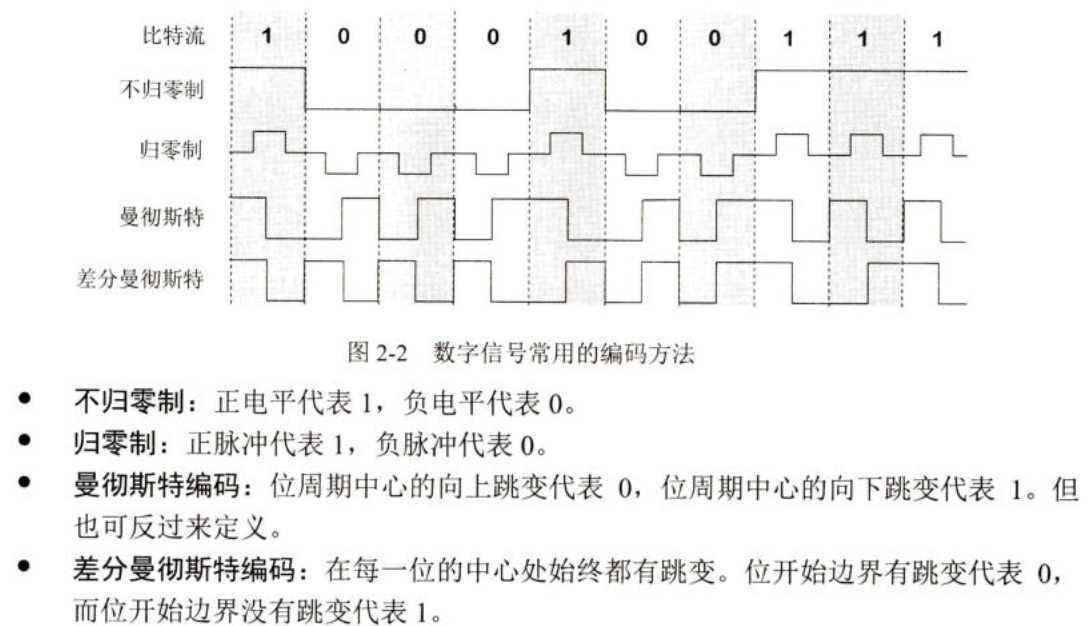 比特流 1 0 0 0 1 0 0 1 1 1
不归零制
归零制
曼彻斯特
差分曼彻斯特
图 2-2 数字信号常用的编码方法
● 不归零制：正电平代表 1，负电平代表 0。
● 归零制：正脉冲代表 1，负脉冲代表 0。
● 曼彻斯特编码：位周期中心的向上跳变代表 0，位周期中心的向下跳变代表 1。但
也可反过来定义。
● 差分曼彻斯特编码：在每一位的中心处始终都有跳变。位开始边界有跳变代表 0，
而位开始边界没有跳变代表 1。